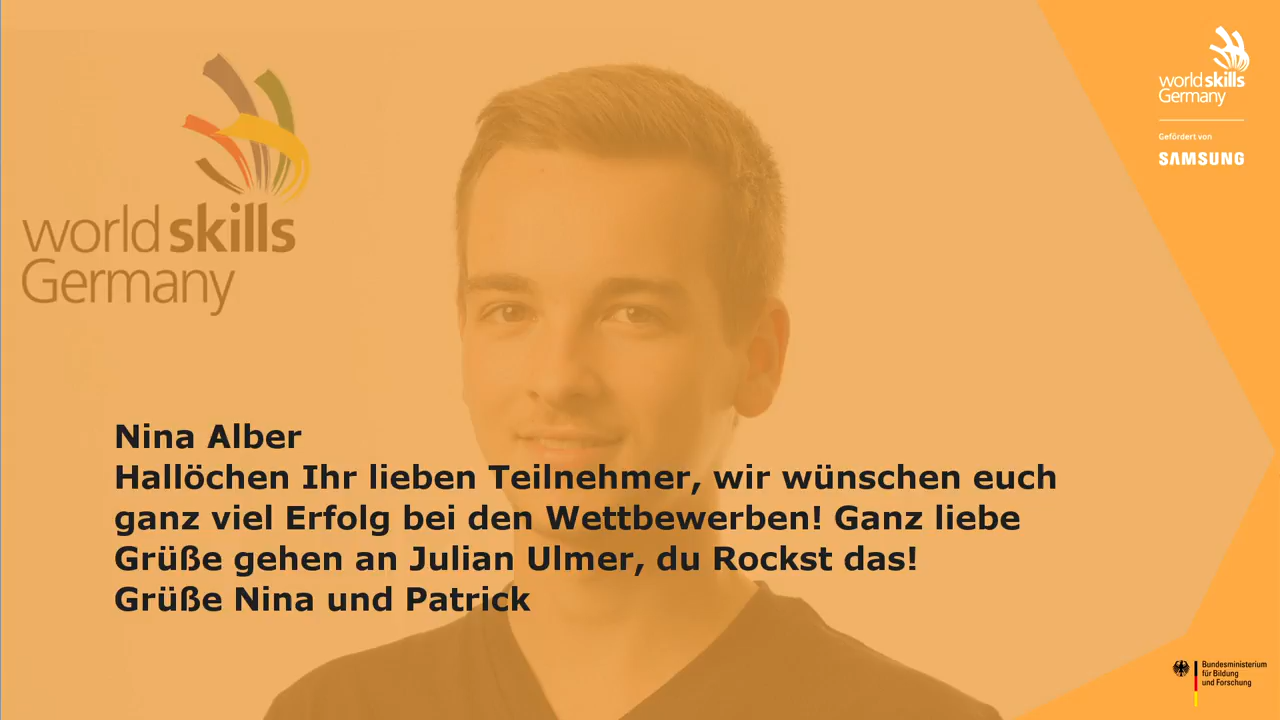 worldskills
Germany
Nina Alber
Hallöchen Ihr lieben Teilnehmer, wir wünschen euch
ganz viel Erfolg bei den Wettbewerben! Ganz liebe
Grüße gehen an Julian Ulmer, du Rockst das!
Grüße Nina und Patrick
worldskills
Germany
Gefördert von
SAMSUNG
Bundesministerium
für Bildung
und Forschung